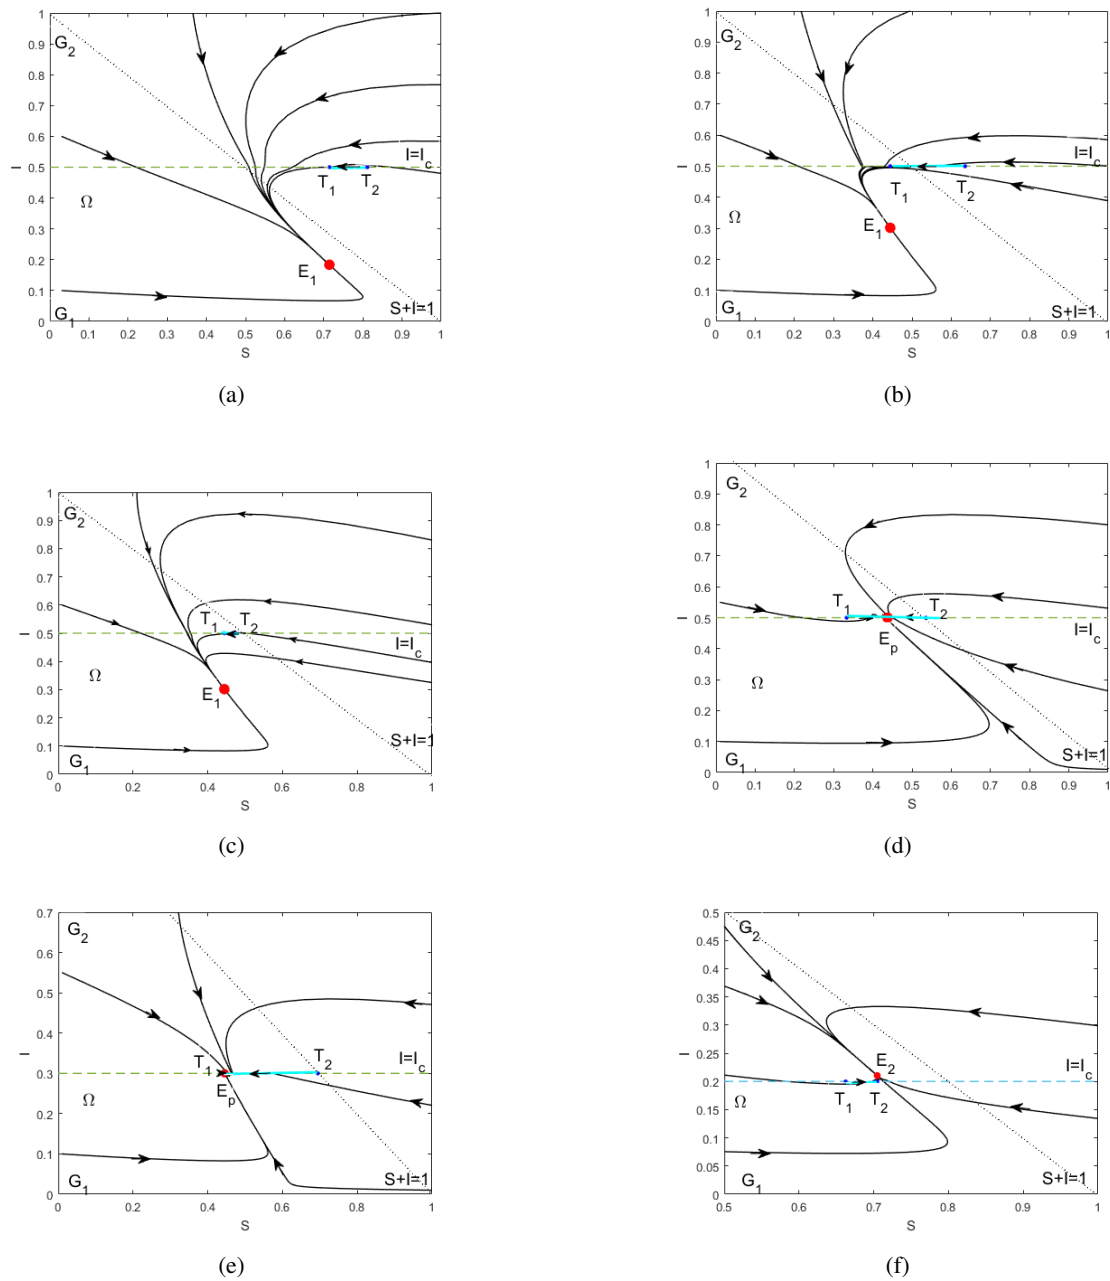 1
0.9
0.8
0.7
0.6
0.5
0.4
0.3
0.2
0.1
0
I
G2
I=Ic
T1
T2
Ω
E1
G1
S+I=1
0 0.1 0.2 0.3 0.4 0.5 0.6 0.7 0.8 0.9 1
S
(a)
1
0.9
0.8
0.7
0.6
0.5
0.4
0.3
0.2
0.1
0
I
G2
I=Ic
T1
T2
Ω
E1
G1
S+I=1
0 0.1 0.2 0.3 0.4 0.5 0.6 0.7 0.8 0.9 1
S
(b)
1
0.9
0.8
0.7
0.6
0.5
0.4
0.3
0.2
0.1
0
I
G2
T1
T2
I=Ic
Ω
E1
S+I=1
G1
0 0.2 0.4 0.6 0.8 1
S
(c)
1
0.9
0.8
0.7
0.6
0.5
0.4
0.3
0.2
0.1
0
I
G2
T1
T2
I=Ic
Ep
Ω
S+I=1
G1
0 0.1 0.2 0.3 0.4 0.5 0.6 0.7 0.8 0.9 1
S
(d)
0.7
0.6
0.5
0.4
0.3
0.2
0.1
0
I
G2
T1
T2
I=Ic
Ep
Ω
G1
S+I=1
0 0.2 0.4 0.6 0.8 1
S
(e)
0.5
0.45
0.4
0.35
0.3
0.25
0.2
0.15
0.1
0.05
0
I
G2
E2
I=Ic
Ω
T1
T2
G1
S+I=1
0.5 0.6 0.7 0.8 0.9 1
S
(f)